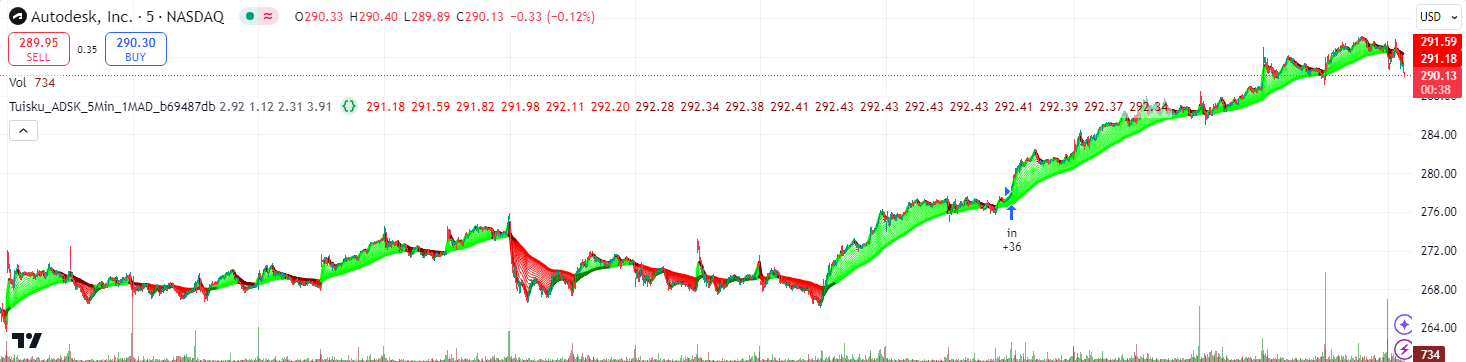 Autodesk, Inc. · 5 · NASDAQ ≈ O290.33 H290.40 L289.89 C290.13 −0.33 (−0.12%) USD
289.95 0.35 290.30 291.59
SELL BUY 291.18
Vol 734 290.13
00:38
Tuisku_ADSK_5Min_1MAD_b69487db 2.92 1.12 2.31 3.91 {} 291.18 291.59 291.82 291.98 292.11 292.20 292.28 292.34 292.38 292.41 292.43 292.43 292.43 292.43 292.41 292.39 292.37 292.34
284.00
280.00
276.00
in
+36
272.00
268.00
264.00
734